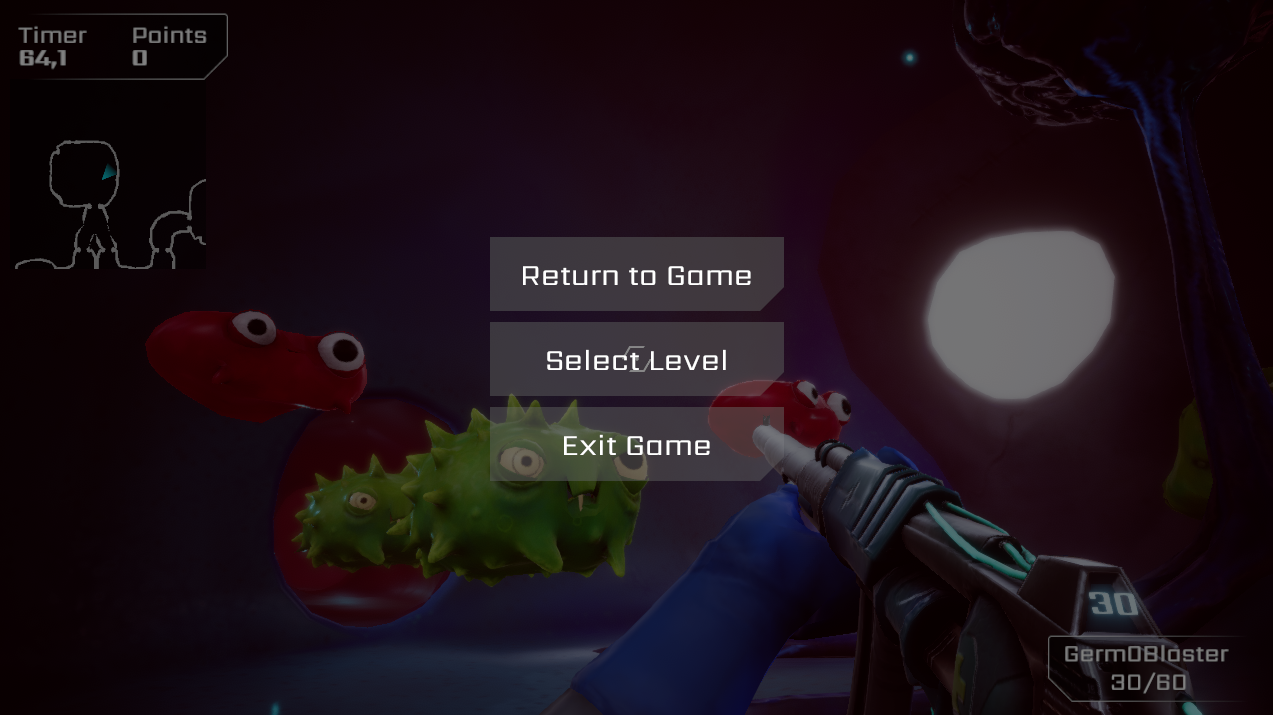 Timer Points
64,1 0
Return to Game
Select Level
Exit Game
30
GermOBlaster
30/60